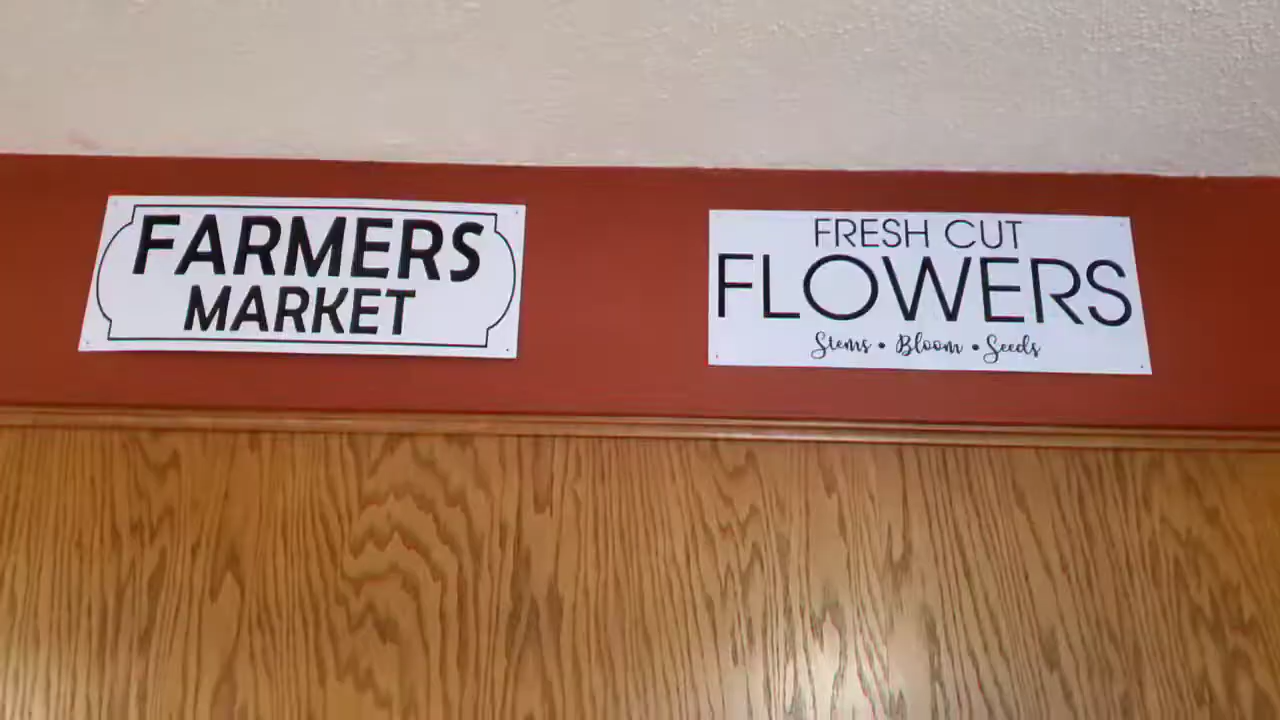 FARMERS
MARKET
FRESH CUT
FLOWERS
Stems • Bloom • Seeds